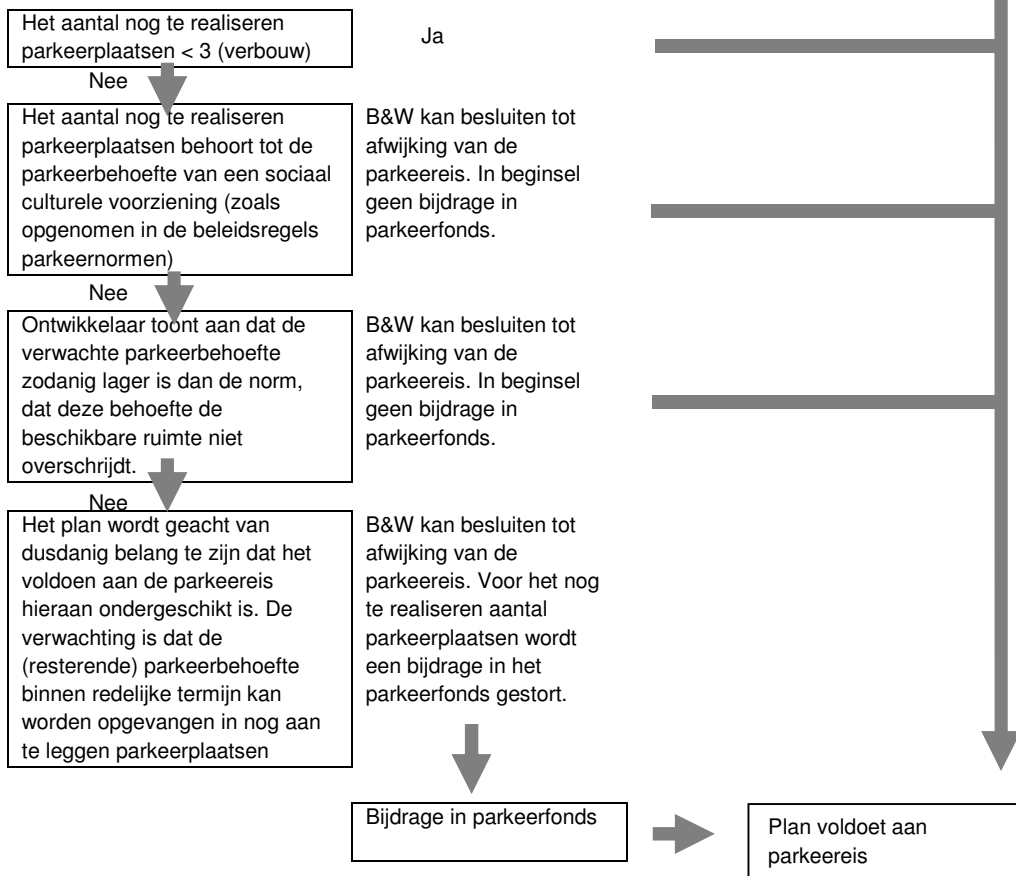 Het aantal nog te realiseren
parkeerplaatsen < 3 (verbouw)
Ja
Nee
Het aantal nog te realiseren
parkeerplaatsen behoort tot de
parkeerbehoefte van een sociaal
culturele voorziening (zoals
opgenomen in de beleidsregels
parkeernormen)
B&W kan besluiten tot
afwijking van de
parkeereis. In beginsel
geen bijdrage in
parkeerfonds.
Nee
Ontwikkelaar toont aan dat de
verwachte parkeerbehoefte
zodanig lager is dan de norm,
dat deze behoefte de
beschikbare ruimte niet
overschrijdt.
B&W kan besluiten tot
afwijking van de
parkeereis. In beginsel
geen bijdrage in
parkeerfonds.
Nee
Het plan wordt geacht van
dusdanig belang te zijn dat het
voldoen aan de parkeereis
hieraan ondergeschikt is. De
verwachting is dat de
(resterende) parkeerbehoefte
binnen redelijke termijn kan
worden opgevangen in nog aan
te leggen parkeerplaatsen
B&W kan besluiten tot
afwijking van de
parkeereis. Voor het nog
te realiseren aantal
parkeerplaatsen wordt
een bijdrage in het
parkeerfonds gestort.
Bijdrage in parkeerfonds
Plan voldoet aan
parkeereis